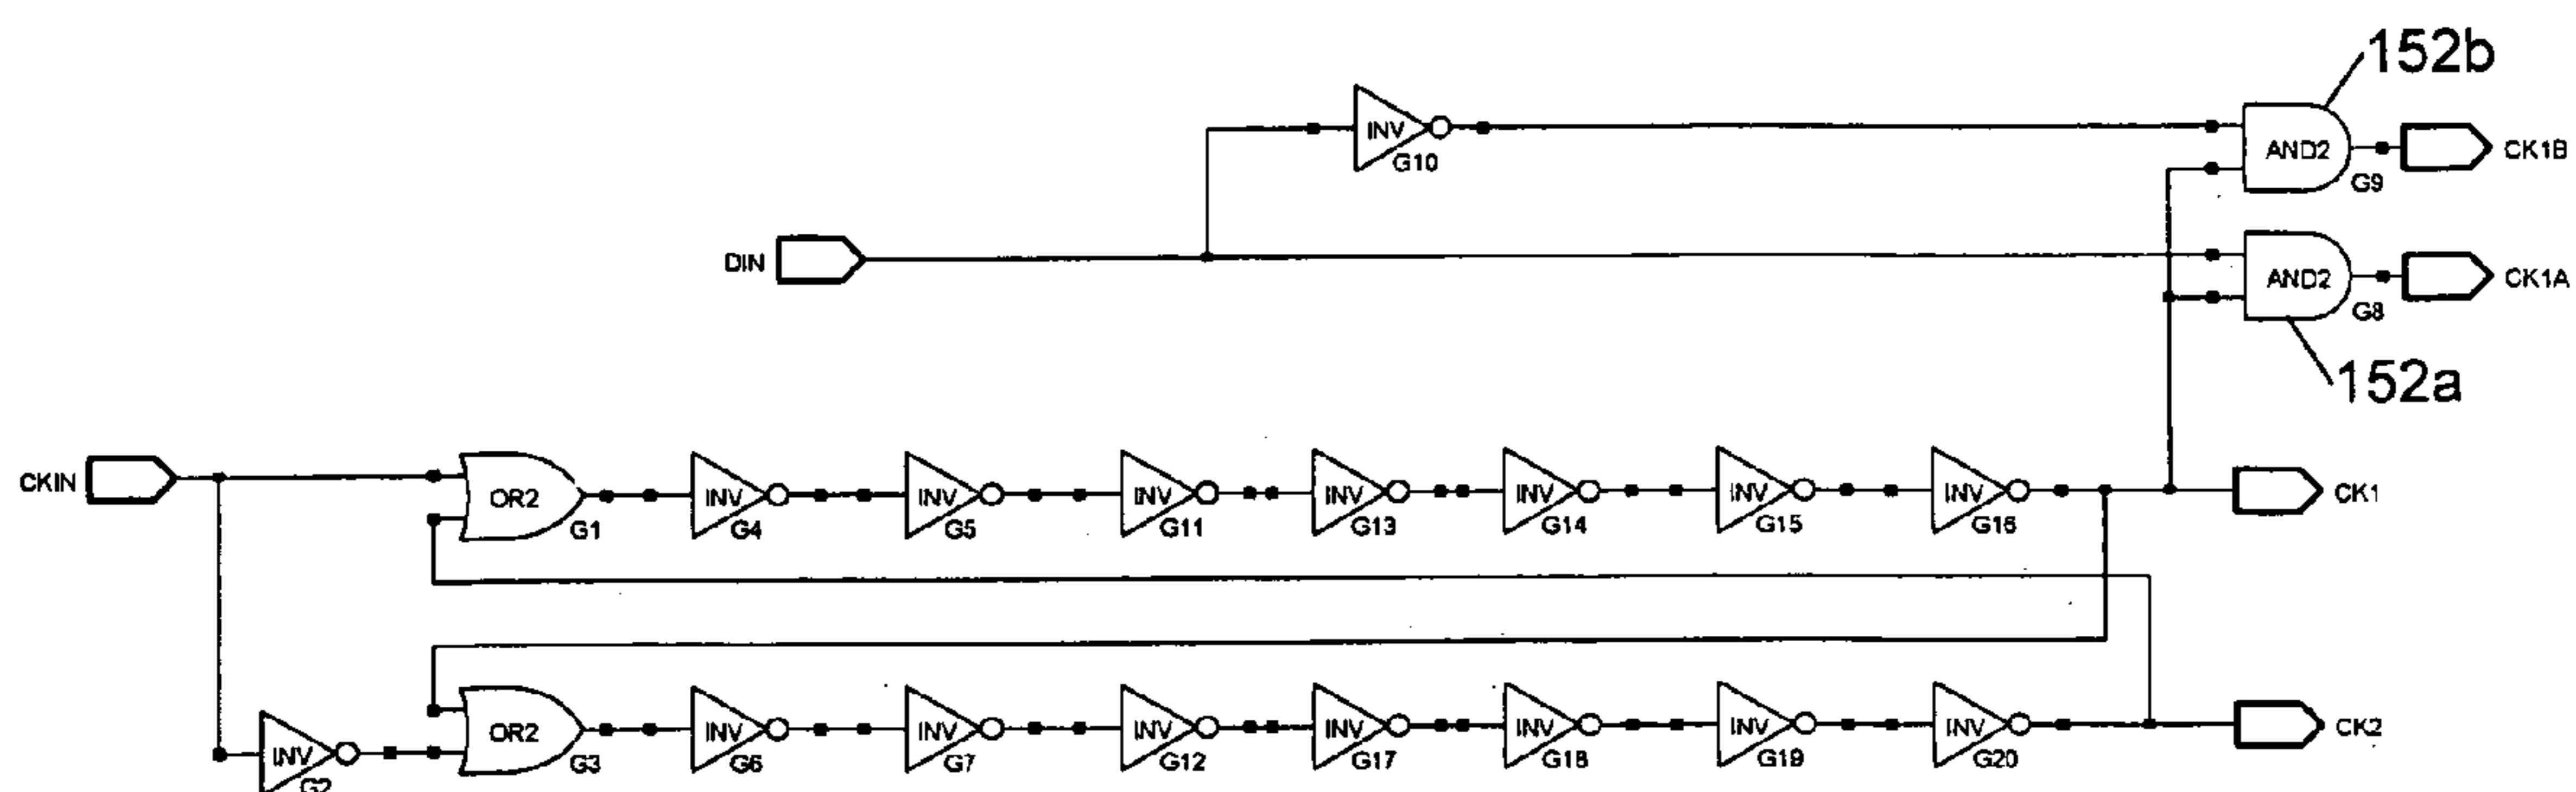 152b
INV
G10
AND2
G9
CK1B
DIN
AND2
G8
CK1A
152a
CKIN
OR2
G1
INV
G4
INV
G5
INV
G11
INV
G13
INV
G14
INV
G15
INV
G16
CK1
INV
G2
OR2
G3
INV
G6
INV
G7
INV
G12
INV
G17
INV
G18
INV
G19
INV
G20
CK2